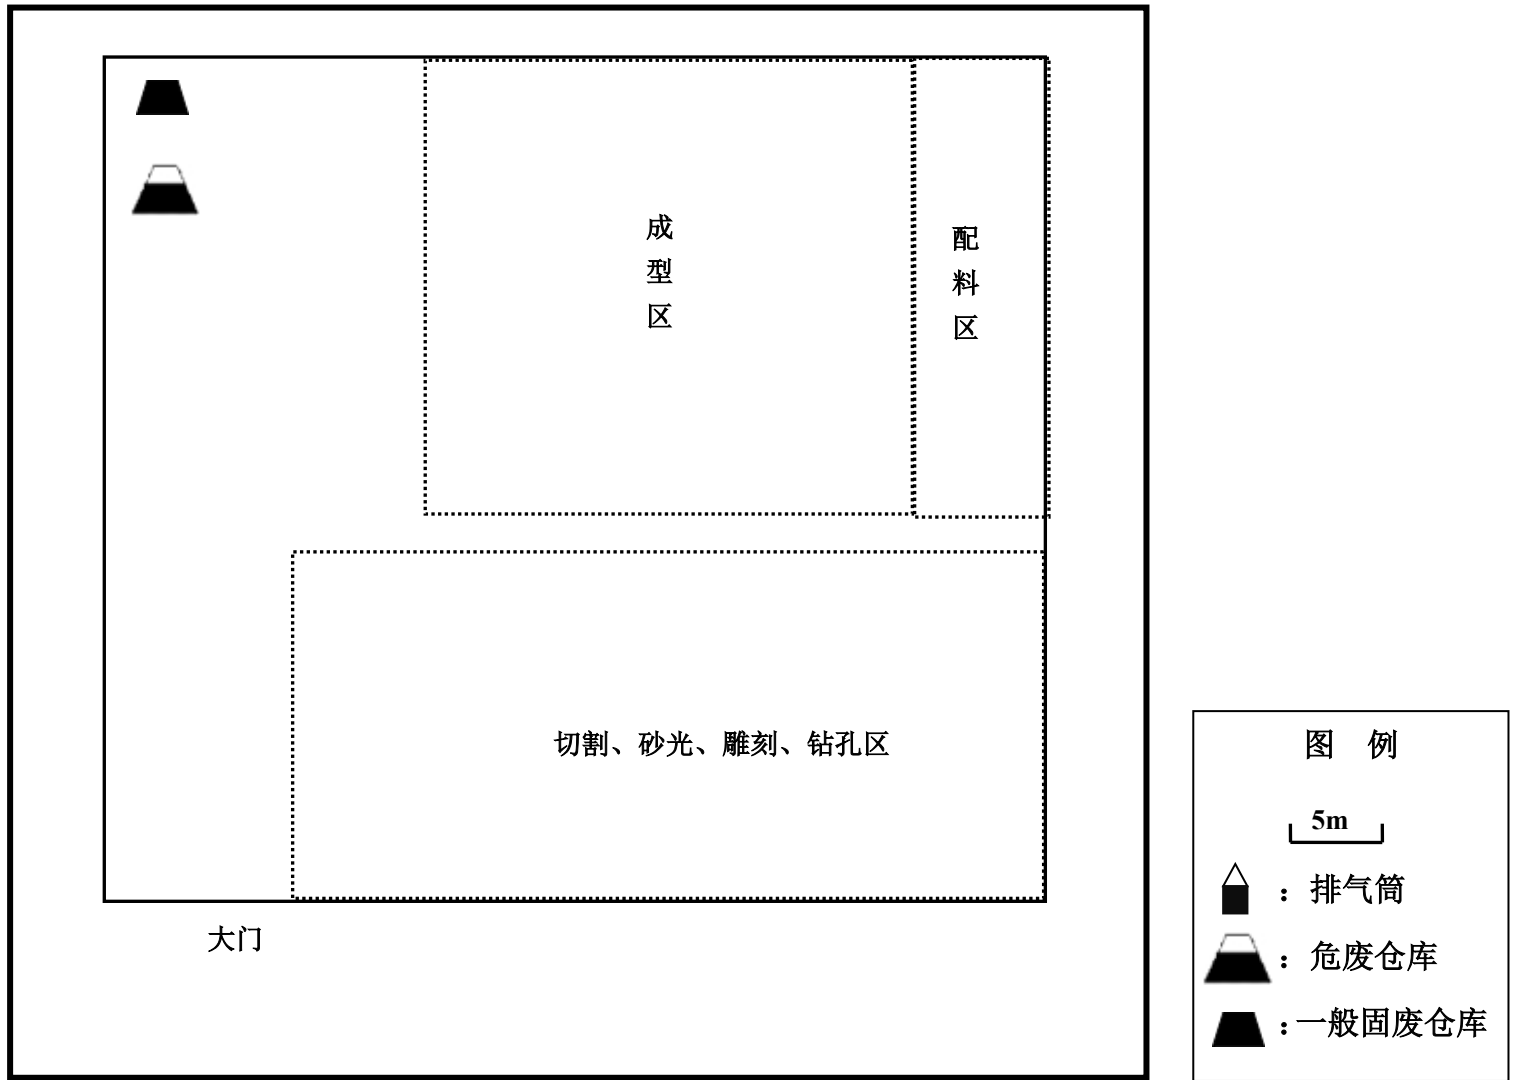 成
型
区
配
料
区
切割、砂光、雕刻、钻孔区
大门
图 例
5m
：排气筒
：危废仓库
：一般固废仓库